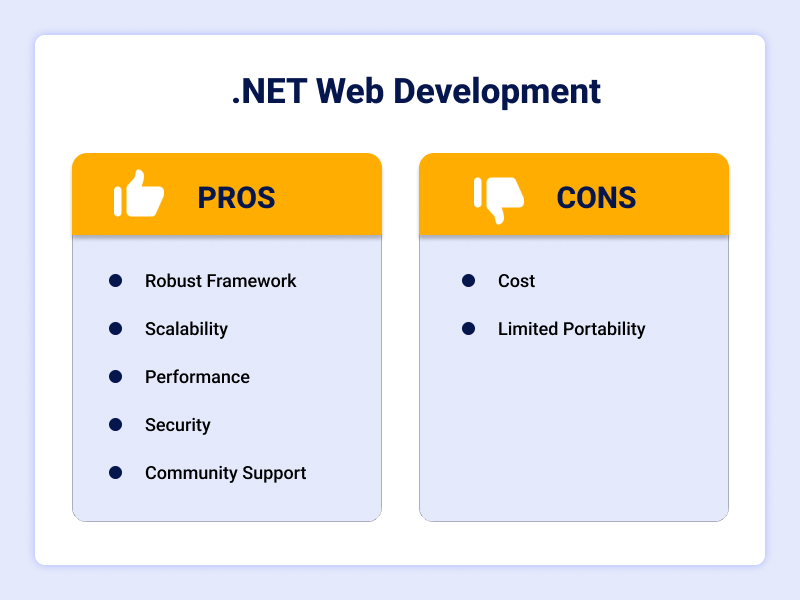 .NET Web Development
PROS
Robust Framework
Scalability
Performance
Security
Community Support
CONS
Cost
Limited Portability